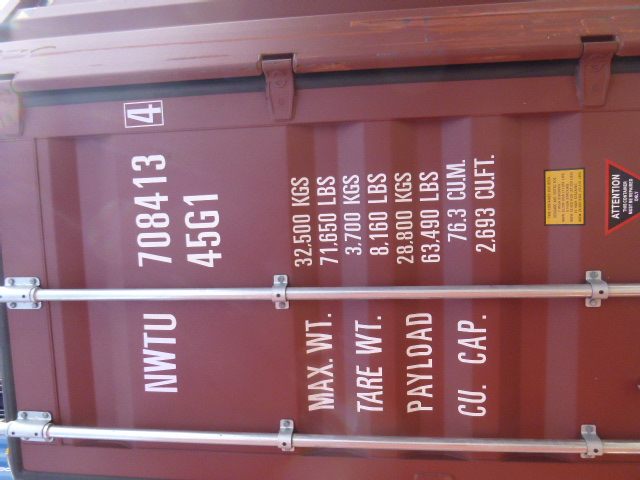 NWTU 708413 4
45G1
MAX. WT. 32.500 KGS
71.650 LBS
TARE WT. 3.700 KGS
8.160 LBS
PAYLOAD 28.800 KGS
63.490 LBS
CU. CAP. 76.3 CU.M.
2.693 CU.FT.
ATTENTION